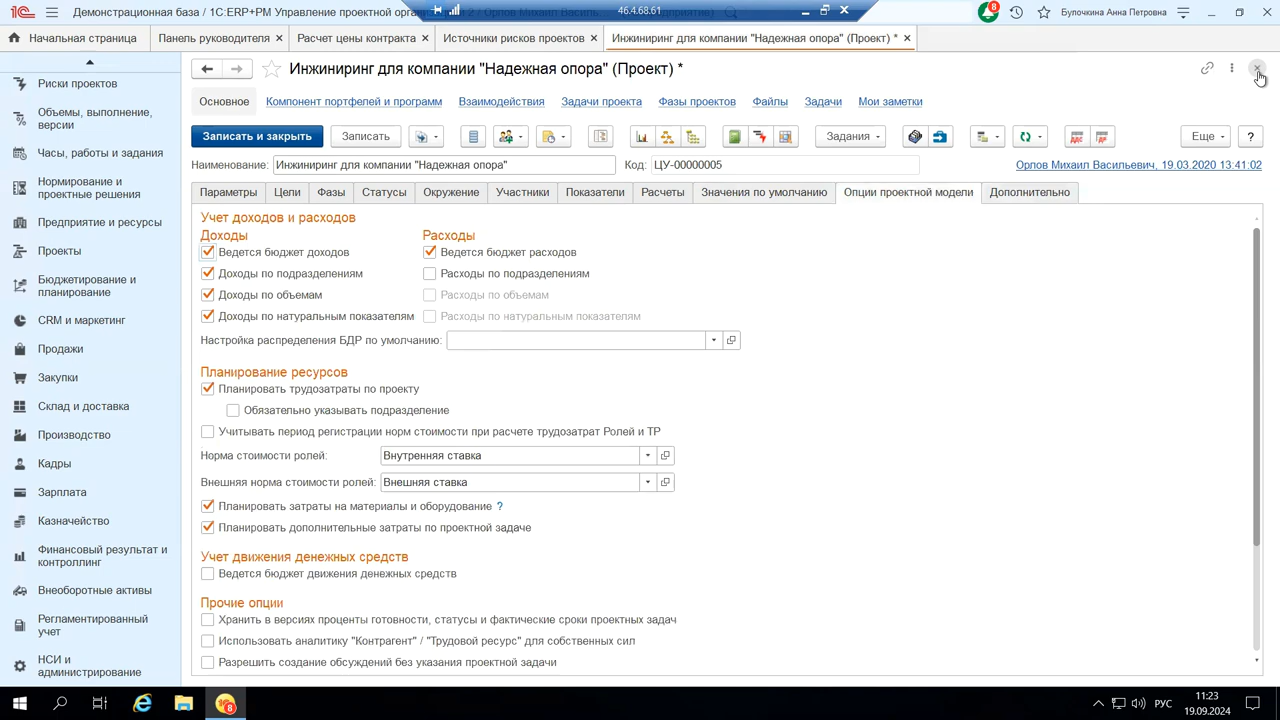 Демонстрационная база / 1С:ERP+PM Управление проектной орган
46.4.68.61
8
Булочкина Анна Петровна
Начальная страница
Панель руководителя ×
Расчет цены контракта ×
Источники рисков проектов ×
Инжиниринг для компании "Надежная опора" (Проект) * ×
Риски проектов
Объемы, выполнение, версии
Часы, работы и задания
Нормирование и проектные решения
Предприятие и ресурсы
Проекты
Бюджетирование и планирование
CRM и маркетинг
Продажи
Закупки
Склад и доставка
Производство
Кадры
Зарплата
Казначейство
Финансовый результат и контроллинг
Внеоборотные активы
Регламентированный учет
НСИ и администрирование
Инжиниринг для компании "Надежная опора" (Проект) *
Основное Компонент портфелей и программ Взаимодействия Задачи проекта Фазы проектов Файлы Задачи Мои заметки
Записать и закрыть Записать Задания Еще ?
Наименование: Инжиниринг для компании "Надежная опора" Код: ЦУ-00000005 Орлов Михаил Васильевич, 19.03.2020 13:41:02
Параметры Цели Фазы Статусы Окружение Участники Показатели Расчеты Значения по умолчанию Опции проектной модели Дополнительно
Учет доходов и расходов
Доходы Расходы
Ведется бюджет доходов Ведется бюджет расходов
Доходы по подразделениям Расходы по подразделениям
Доходы по объемам Расходы по объемам
Доходы по натуральным показателям Расходы по натуральным показателям
Настройка распределения БДР по умолчанию:
Планирование ресурсов
Планировать трудозатраты по проекту
Обязательно указывать подразделение
Учитывать период регистрации норм стоимости при расчете трудозатрат Ролей и ТР
Норма стоимости ролей: Внутренняя ставка
Внешняя норма стоимости ролей: Внешняя ставка
Планировать затраты на материалы и оборудование ?
Планировать дополнительные затраты по проектной задаче
Учет движения денежных средств
Ведется бюджет движения денежных средств
Прочие опции
Хранить в версиях проценты готовности, статусы и фактические сроки проектных задач
Использовать аналитику "Контрагент" / "Трудовой ресурс" для собственных сил
Разрешить создание обсуждений без указания проектной задачи
8
РУС
11:23
19.09.2024